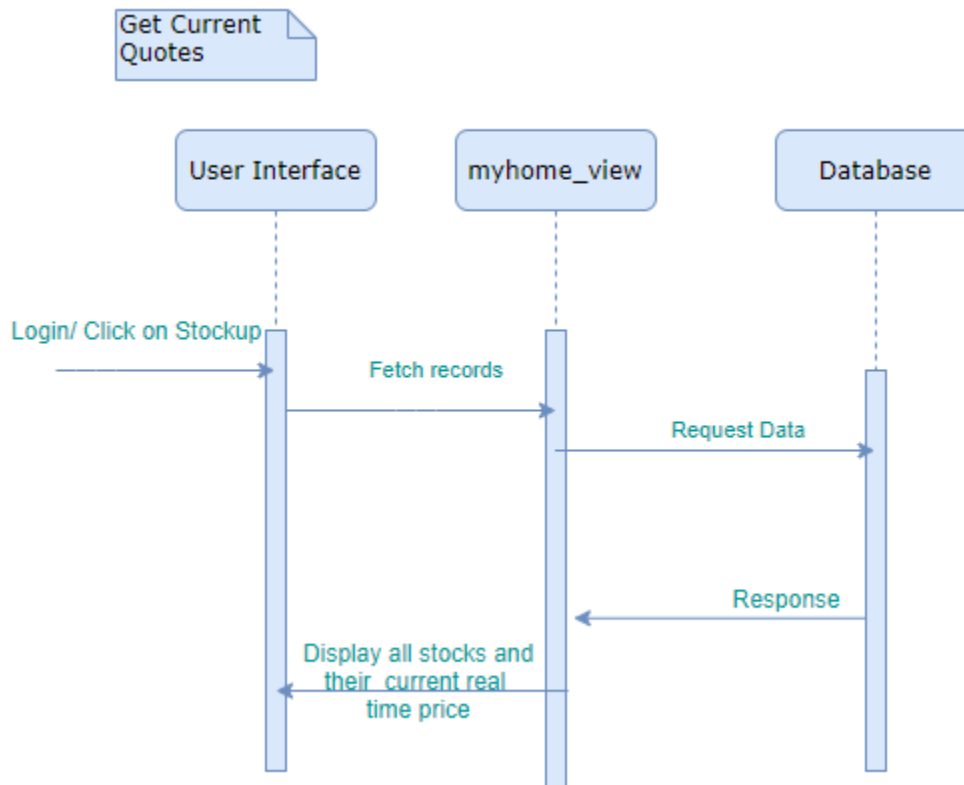 Get Current
Quotes
User Interface
myhome_view
Database
Login/ Click on Stockup
Fetch records
Request Data
Response
Display all stocks and
their current real
time price